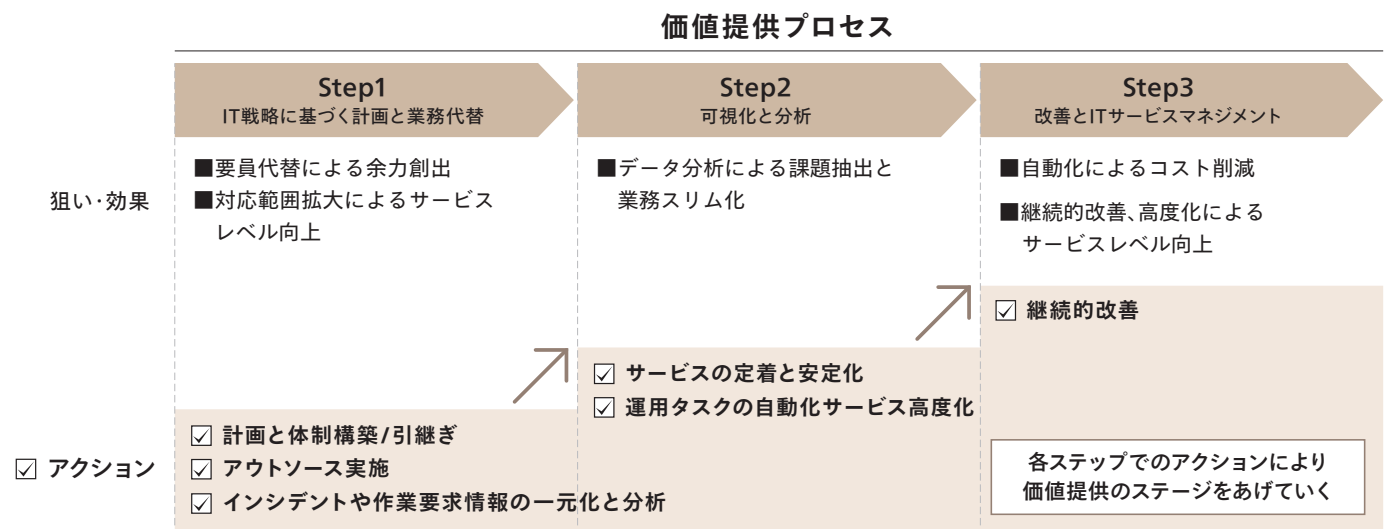 価値提供プロセス
Step1
IT戦略に基づく計画と業務代替
Step2
可視化と分析
Step3
改善とITサービスマネジメント
狙い・効果
■要員代替による余力創出
■対応範囲拡大によるサービス
レベル向上
■データ分析による課題抽出と
業務スリム化
■自動化によるコスト削減
■継続的改善、高度化による
サービスレベル向上
☑ アクション
☑ 計画と体制構築/引継ぎ
☑ アウトソース実施
☑ インシデントや作業要求情報の一元化と分析
☑ サービスの定着と安定化
☑ 運用タスクの自動化サービス高度化
☑ 継続的改善
各ステップでのアクションにより
価値提供のステージをあげていく